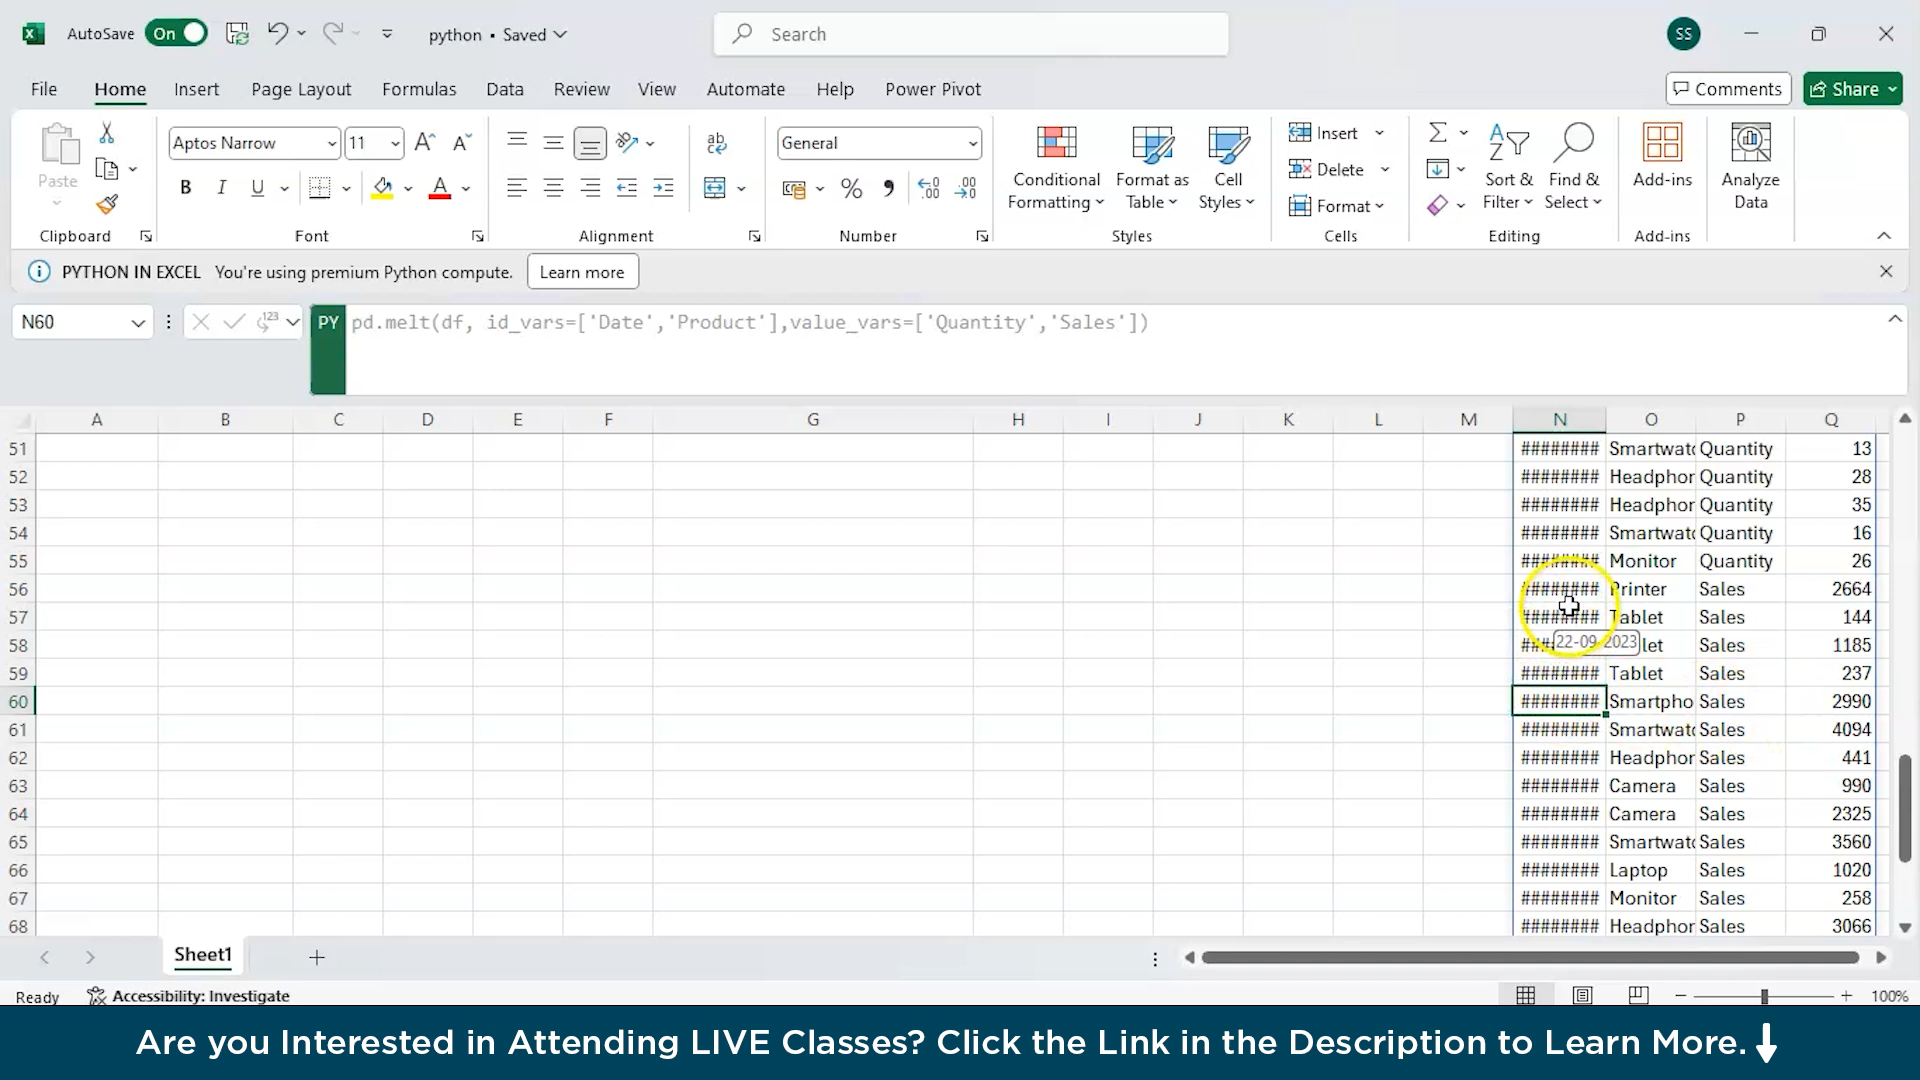 AutoSave On python • Saved Search SS
File Home Insert Page Layout Formulas Data Review View Automate Help Power Pivot Comments Share
Paste Aptos Narrow 11 General Conditional Formatting Format as Table Cell Styles Insert Delete Format Sort & Filter Find & Select Add-ins Analyze Data
Clipboard Font Alignment Number Styles Cells Editing Add-ins
PYTHON IN EXCEL You're using premium Python compute. Learn more
N60 PY pd.melt(df, id_vars=['Date','Product'],value_vars=['Quantity','Sales'])
A B C D E F G H I J K L M N O P Q
51 ######## Smartwatc Quantity 13
52 ######## Headphor Quantity 28
53 ######## Headphor Quantity 35
54 ######## Smartwatc Quantity 16
55 ######## Monitor Quantity 26
56 ######## Printer Sales 2664
57 ######## Tablet Sales 144
58 22-09-2023 Sales 1185
59 ######## Tablet Sales 237
60 ######## Smartpho Sales 2990
61 ######## Smartwatc Sales 4094
62 ######## Headphor Sales 441
63 ######## Camera Sales 990
64 ######## Camera Sales 2325
65 ######## Smartwatc Sales 3560
66 ######## Laptop Sales 1020
67 ######## Monitor Sales 258
68 ######## Headphor Sales 3066
Sheet1
Ready Accessibility: Investigate 100%
Are you Interested in Attending LIVE Classes? Click the Link in the Description to Learn More.